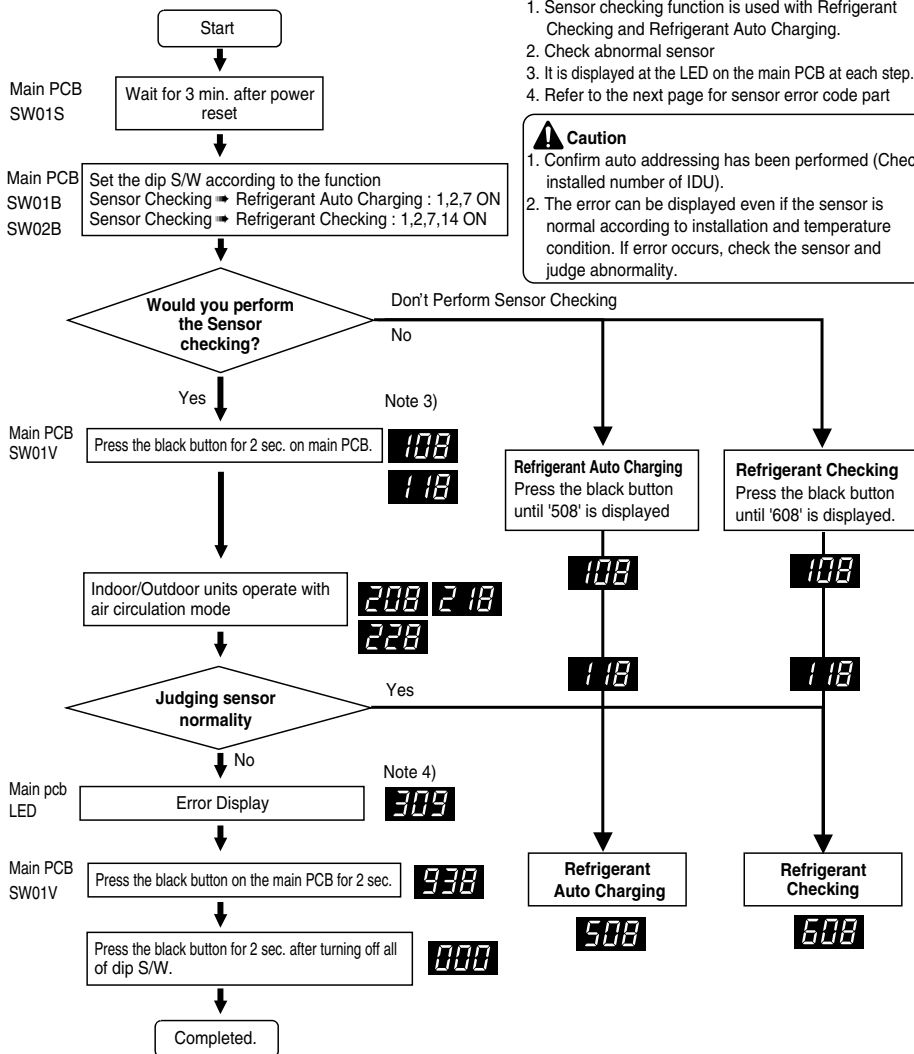 Start
1. Sensor checking function is used with Refrigerant
Checking and Refrigerant Auto Charging.
2. Check abnormal sensor
3. It is displayed at the LED on the main PCB at each step.
4. Refer to the next page for sensor error code part
Main PCB
SW01S
Wait for 3 min. after power
reset
Caution
1. Confirm auto addressing has been performed (Chec
installed number of IDU).
2. The error can be displayed even if the sensor is
normal according to installation and temperature
condition. If error occurs, check the sensor and
judge abnormality.
Main PCB
SW01B
SW02B
Set the dip S/W according to the function
Sensor Checking ➠ Refrigerant Auto Charging : 1,2,7 ON
Sensor Checking ➠ Refrigerant Checking : 1,2,7,14 ON
Would you perform
the Sensor
checking?
Don't Perform Sensor Checking
No
Yes
Note 3)
Main PCB
SW01V
Press the black button for 2 sec. on main PCB.
108
118
Refrigerant Auto Charging
Press the black button
until '508' is displayed
Refrigerant Checking
Press the black button
until '608' is displayed.
108
108
Indoor/Outdoor units operate with
air circulation mode
208 218
228
118
118
Judging sensor
normality
Yes
No
Note 4)
Main pcb
LED
Error Display
309
Main PCB
SW01V
Press the black button on the main PCB for 2 sec.
938
Refrigerant
Auto Charging
508
Refrigerant
Checking
608
Press the black button for 2 sec. after turning off all
of dip S/W.
000
Completed.